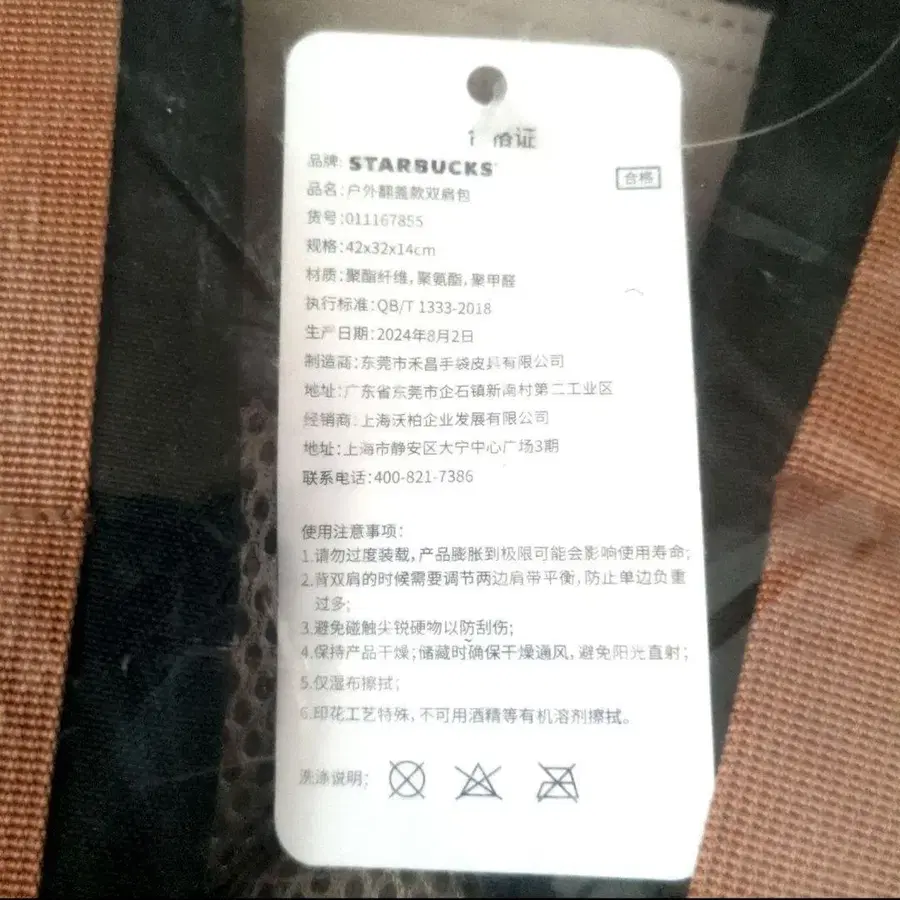 合格证
品牌: STARBUCKS
合格
品名:户外翻盖款双肩包
货号:011167855
规格:42x32x14cm
材质:聚酯纤维,聚氨酯,聚甲醛
执行标准:QB/T 1333-2018
生产日期:2024年8月2日
制造商:东莞市禾昌手袋皮具有限公司
地址:广东省东莞市企石镇新南村第二工业区
经销商:上海沃柏企业发展有限公司
地址:上海市静安区大宁中心广场3期
联系电话:400-821-7386
使用注意事项:
1.请勿过度装载,产品膨胀到极限可能会影响使用寿命;
2.背双肩的时候需要调节两边肩带平衡,防止单边负重
过多;
3.避免碰触尖锐硬物以防刮伤;
4.保持产品干燥;储藏时确保干燥通风,避免阳光直射;
5.仅湿布擦拭;
6.印花工艺特殊,不可用酒精等有机溶剂擦拭。
洗涤说明: